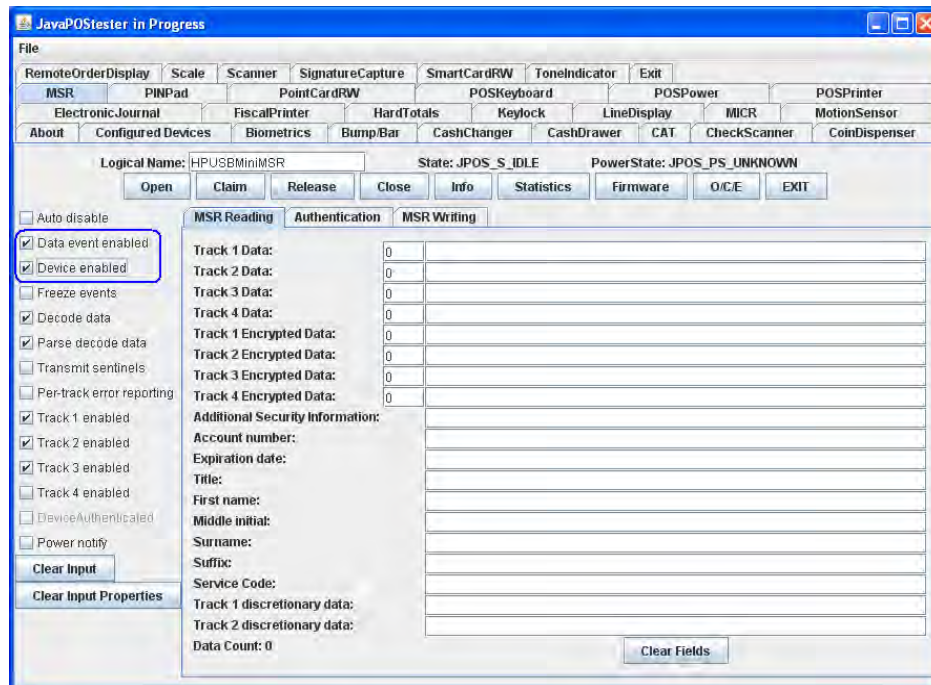 JavaPOStester in Progress
File
RemoteOrderDisplay Scale Scanner SignatureCapture SmartCardRW ToneIndicator Exit
MSR PINPad PointCardRW POSKeyboard POSPower POSPrinter
ElectronicJournal FiscalPrinter HardTotals Keylock LineDisplay MICR MotionSensor
About Configured Devices Biometrics Bump/Bar CashChanger CashDrawer CAT CheckScanner CoinDispenser
Logical Name: HPUSBMiniMSR State: JPOS_S_IDLE PowerState: JPOS_PS_UNKNOWN
Open Claim Release Close Info Statistics Firmware O/C/E EXIT
Auto disable
Data event enabled
Device enabled
Freeze events
Decode data
Parse decode data
Transmit sentinels
Per-track error reporting
Track 1 enabled
Track 2 enabled
Track 3 enabled
Track 4 enabled
DeviceAuthenticated
Power notify
Clear Input
Clear Input Properties
MSR Reading Authentication MSR Writing
Track 1 Data: 0
Track 2 Data: 0
Track 3 Data: 0
Track 4 Data: 0
Track 1 Encrypted Data: 0
Track 2 Encrypted Data: 0
Track 3 Encrypted Data: 0
Track 4 Encrypted Data: 0
Additional Security Information:
Account number:
Expiration date:
Title:
First name:
Middle initial:
Surname:
Suffix:
Service Code:
Track 1 discretionary data:
Track 2 discretionary data:
Data Count: 0
Clear Fields